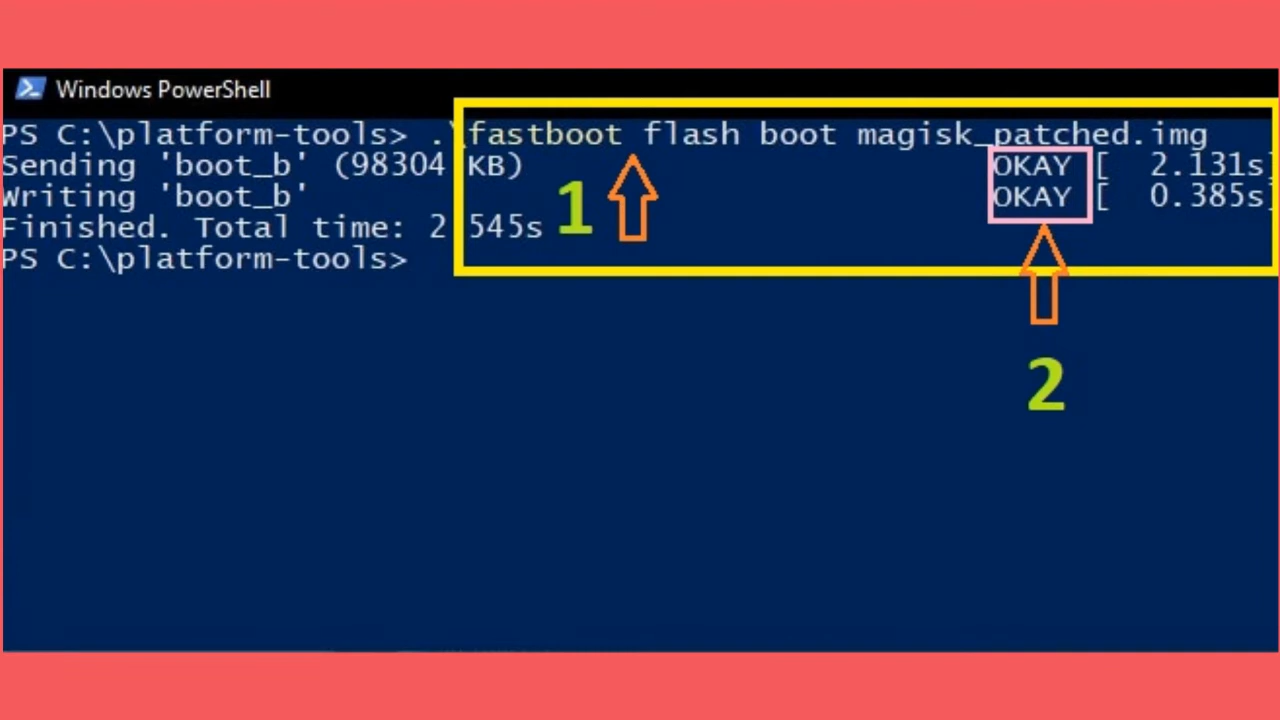 Windows PowerShell
PS C:\platform-tools> .\fastboot flash boot magisk_patched.img
Sending 'boot_b' (98304 KB) OKAY [ 2.131s]
Writing 'boot_b' OKAY [ 0.385s]
Finished. Total time: 2.545s
PS C:\platform-tools>
1
2